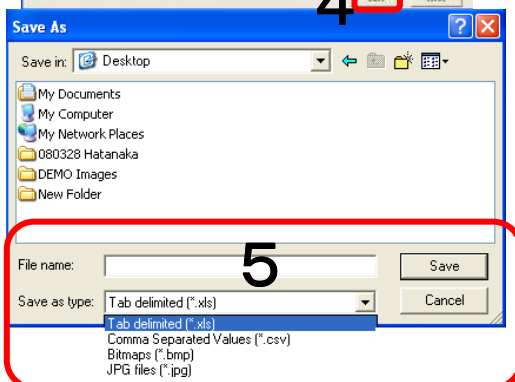 4
Save As
Save in: Desktop
My Documents
My Computer
My Network Places
080328 Hatanaka
DEMO Images
New Folder
5
File name: Save
Save as type: Tab delimited (*.xls) Cancel
Tab delimited (*.xls)
Comma Separated Values (*.csv)
Bitmaps (*.bmp)
JPG files (*.jpg)